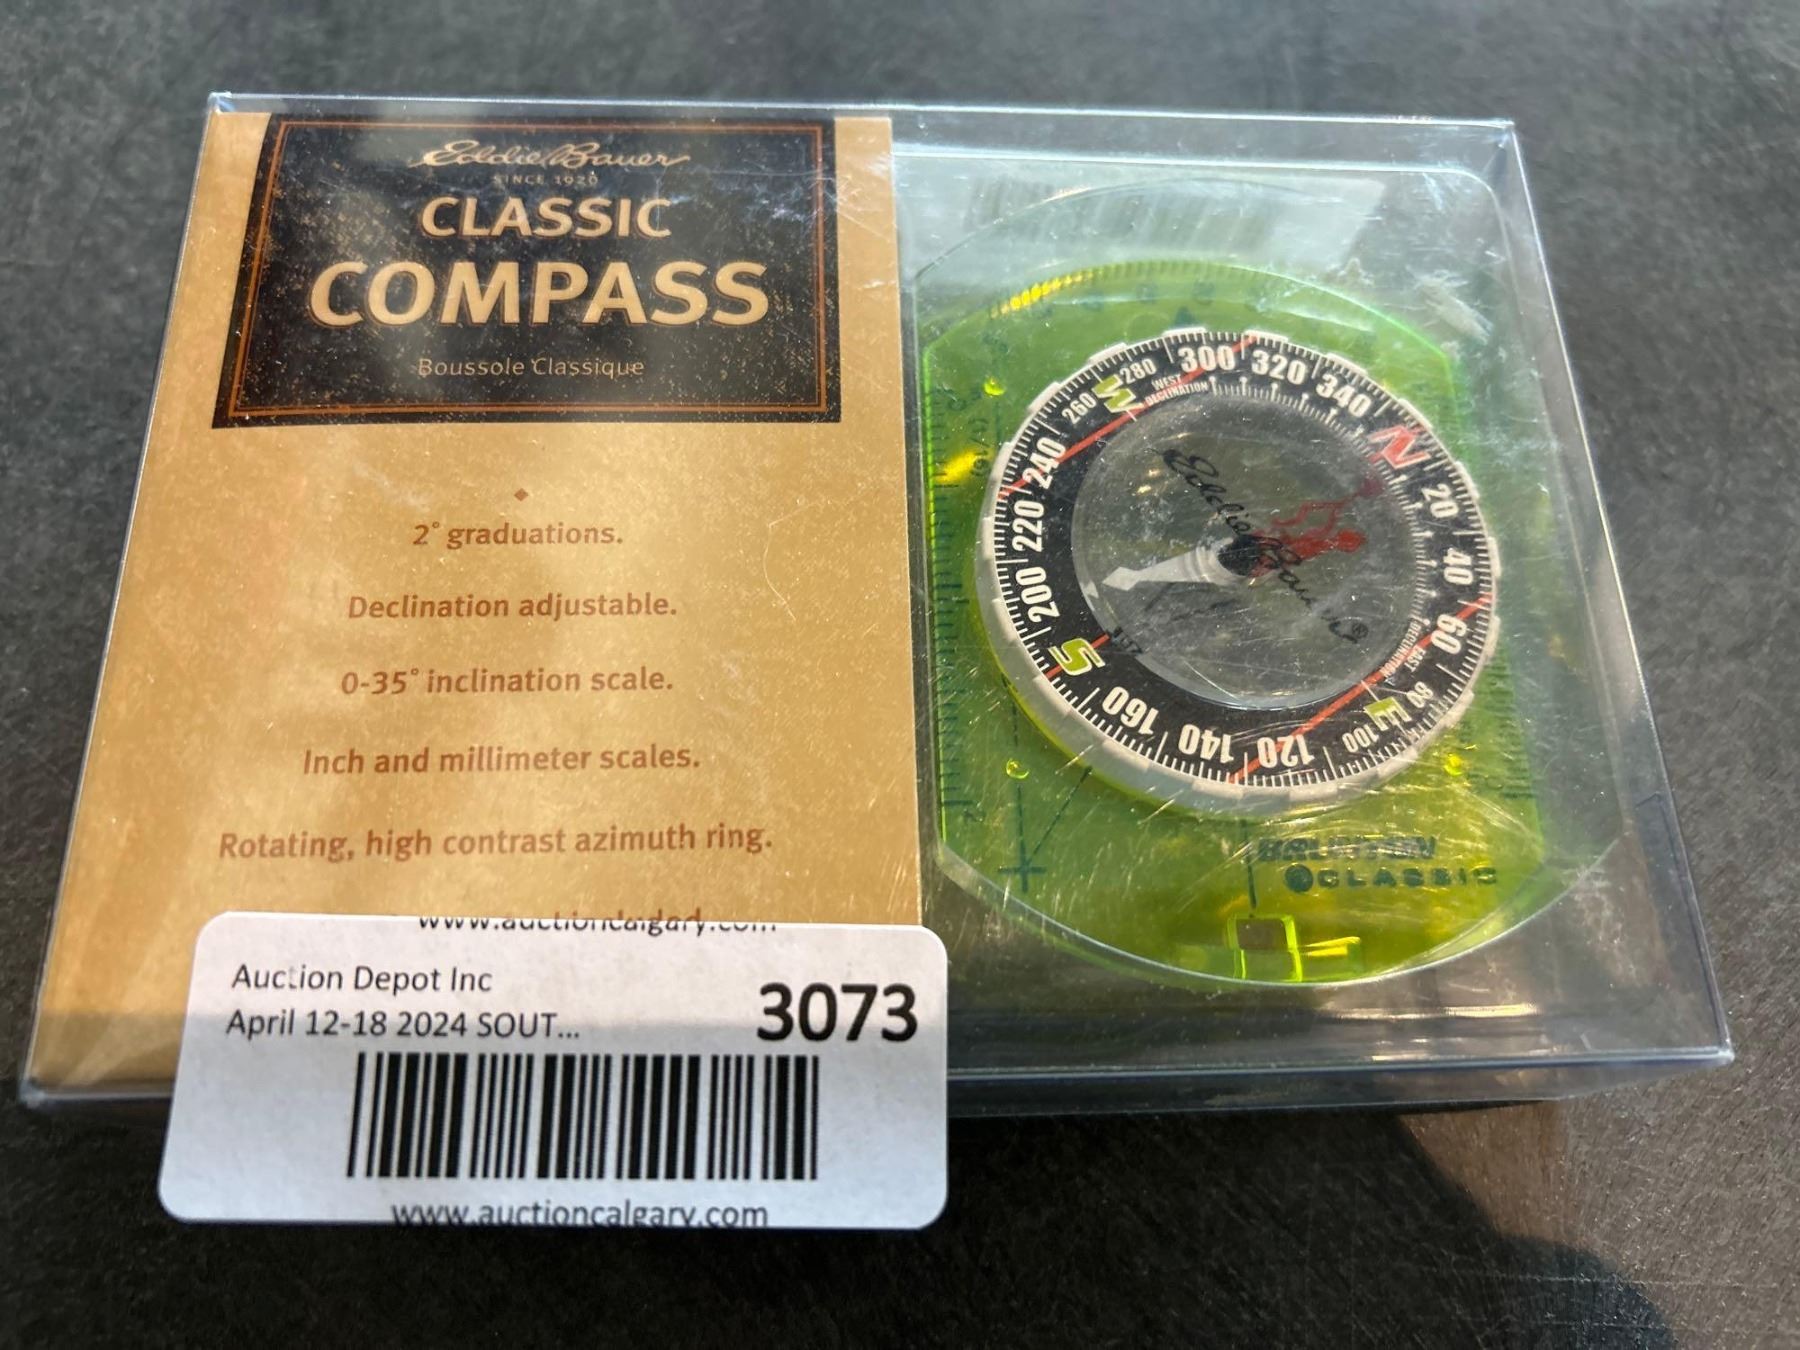 Eddie Bauer
SINCE 1920
CLASSIC
COMPASS
Boussole Classique
2° graduations.
Declination adjustable.
0-35° inclination scale.
Inch and millimeter scales.
Rotating, high contrast azimuth ring.
www.auctioncalgary.com
Auction Depot Inc
April 12-18 2024 SOUT...
3073
www.auctioncalgary.com
N
20
40
60
80
E
100
120
140
160
S
200
220
240
260
W
280
300
320
340
WEST
DECLINATION
EAST
DECLINATION
Eddie Bauer®
BRUNTON
CLASSIC